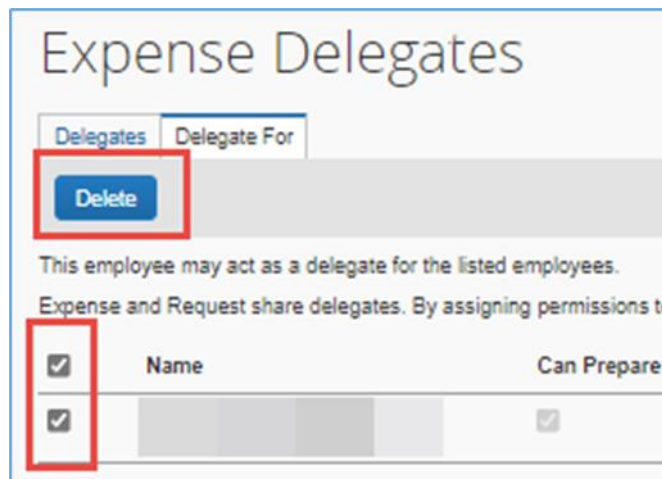 Expense Delegates
Delegates Delegate For
Delete
This employee may act as a delegate for the listed employees.
Expense and Request share delegates. By assigning permissions t
Name Can Prepare